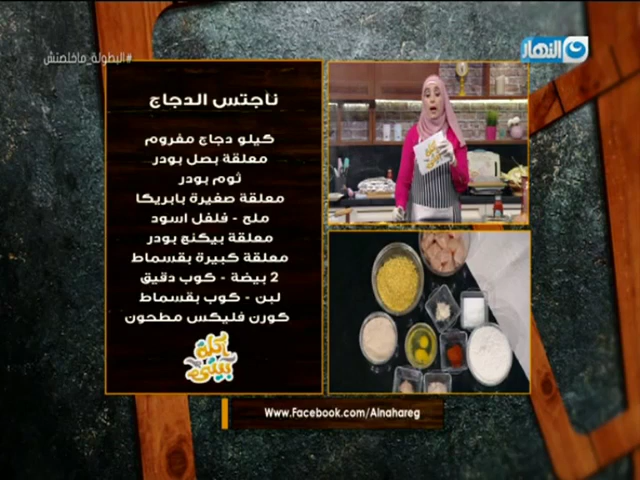 #البطولة_ماخلصتش
النهار
ناجتس الدجاج
كيلو دجاج مفروم
معلقة بصل بودر
ثوم بودر
معلقة صغيرة بابريكا
ملح - فلفل اسود
معلقة بيكنج بودر
معلقة كبيرة بقسماط
2 بيضة - كوب دقيق
لبن - كوب بقسماط
كورن فليكس مطحون
أكلة
بيتي
Www.Facebook.com/Alnahareg